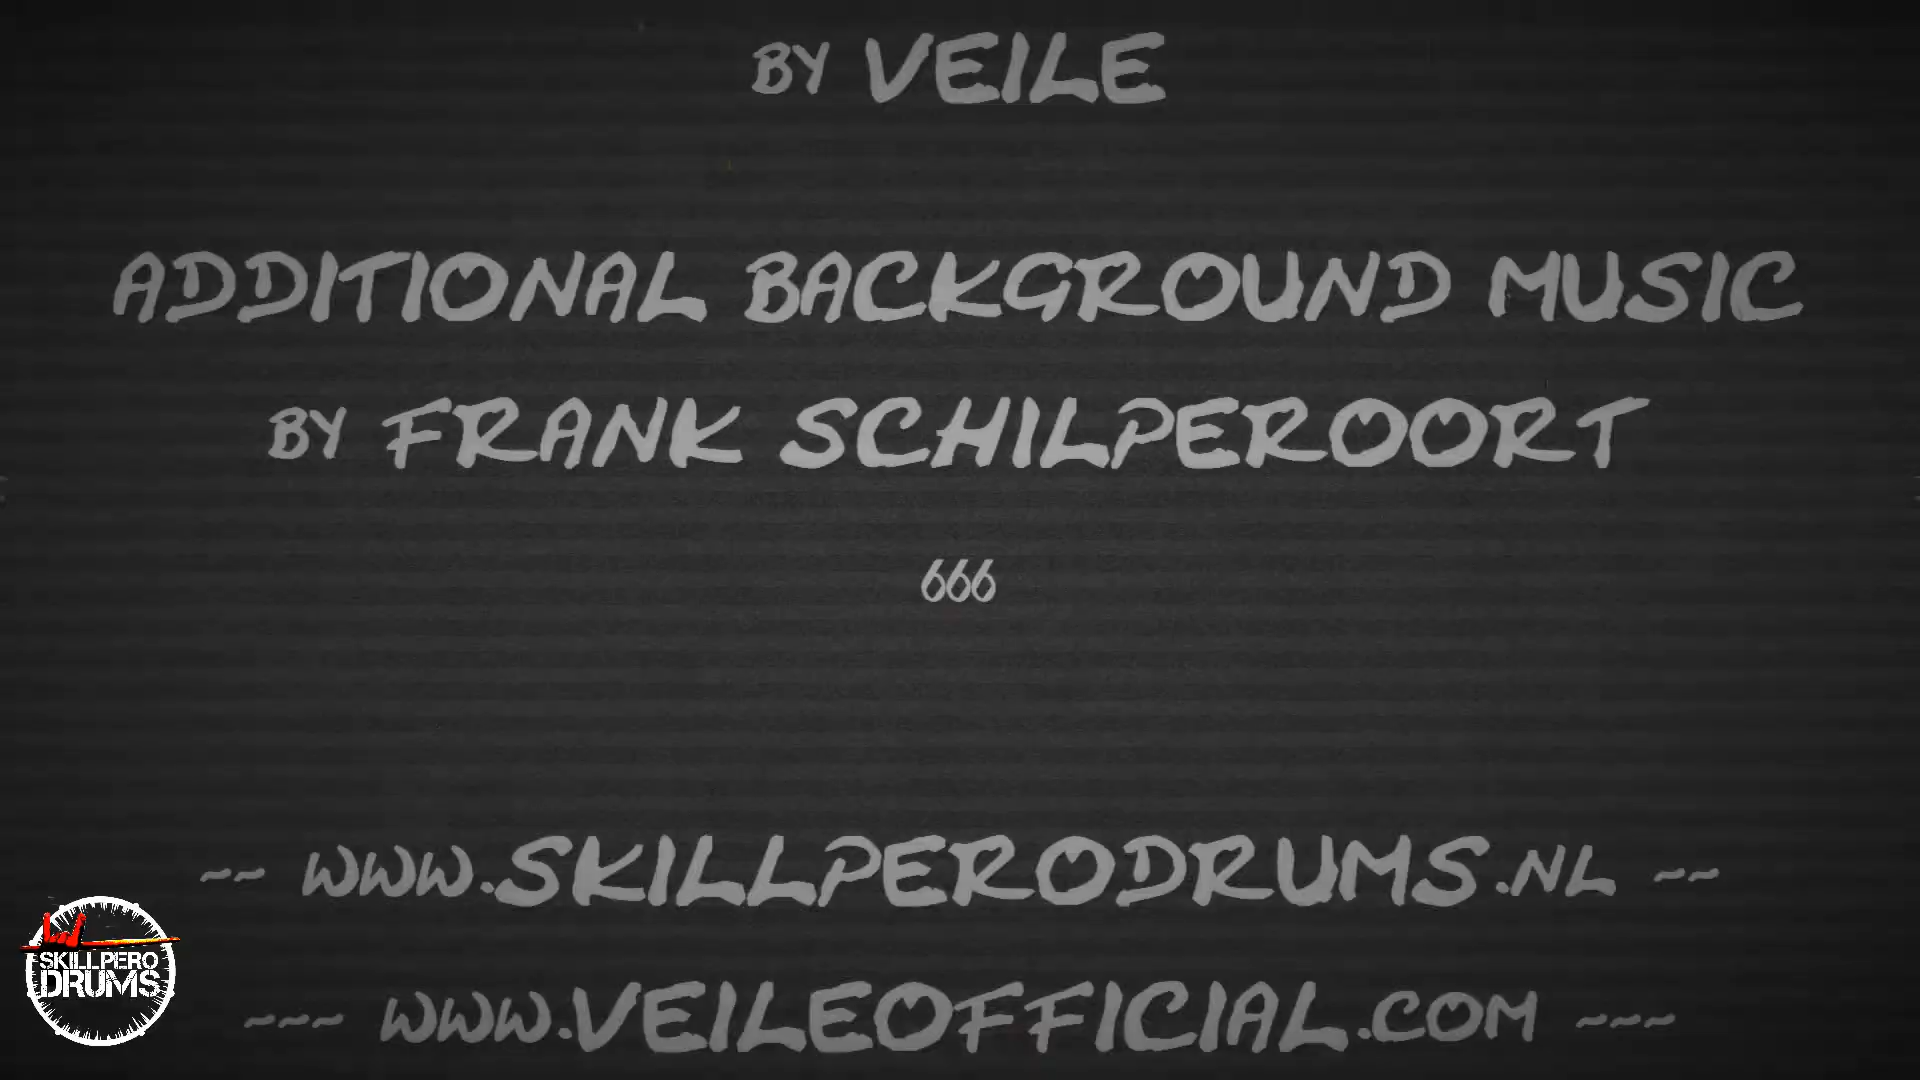 BY VEILE
ADDITIONAL BACKGROUND MUSIC
BY FRANK SCHILPEROORT
666
-- WWW.SKILLPERODRUMS.NL --
SKILLPERO
DRUMS
--- WWW.VEILEOFFICIAL.COM ---